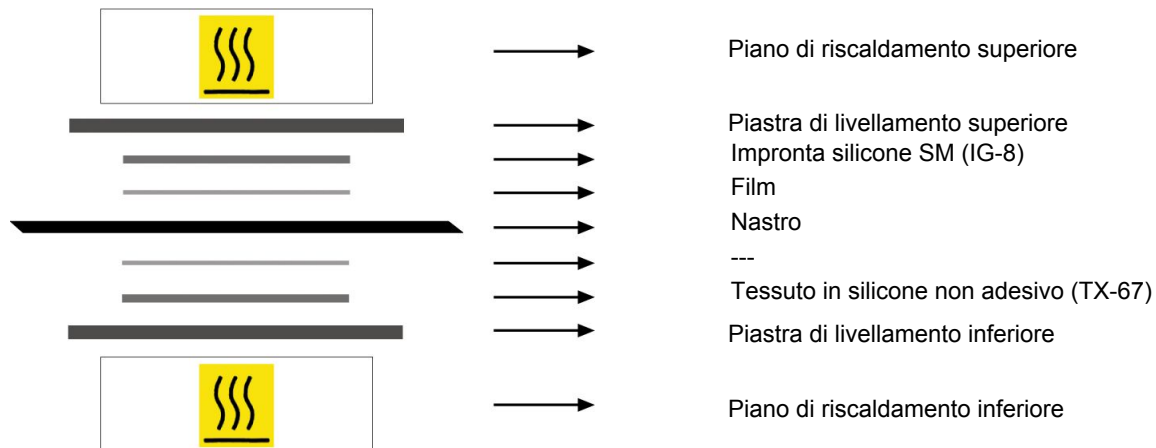 Piano di riscaldamento superiore
Piastra di livellamento superiore
Impronta silicone SM (IG-8)
Film
Nastro
---
Tessuto in silicone non adesivo (TX-67)
Piastra di livellamento inferiore
Piano di riscaldamento inferiore